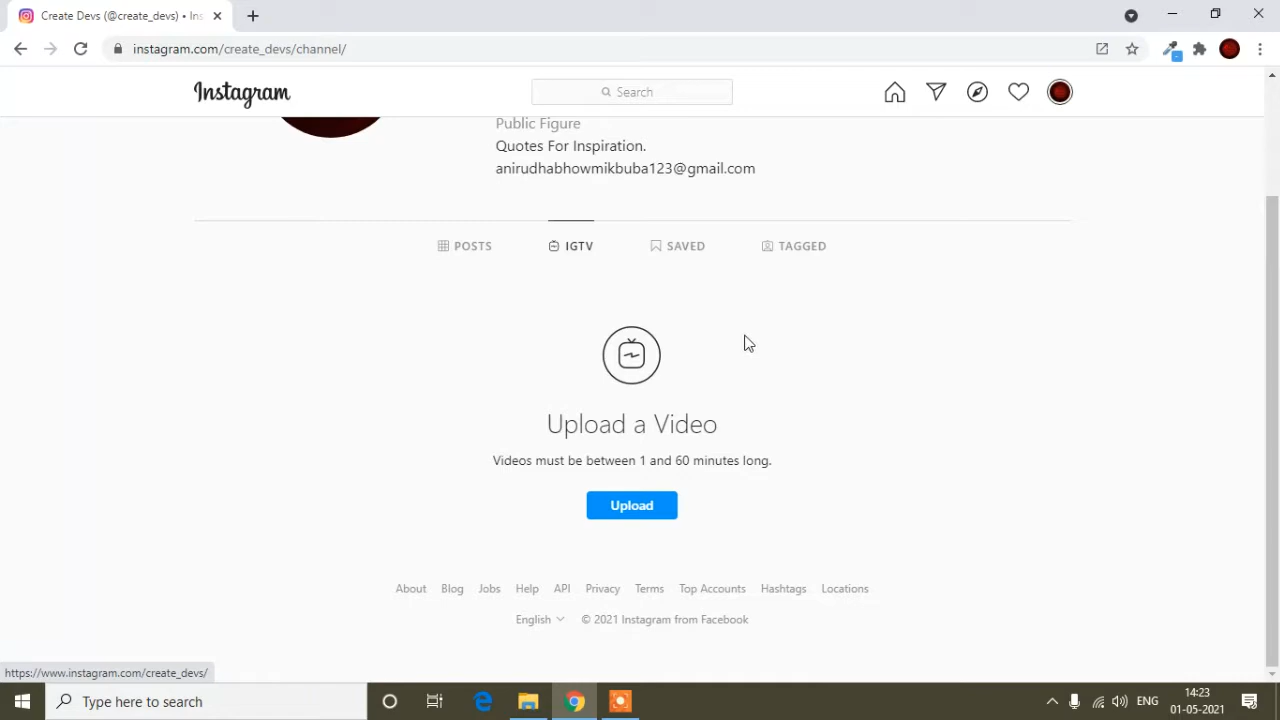 Create Devs (@create_devs) • Ins
instagram.com/create_devs/channel/
Instagram
Search
Public Figure
Quotes For Inspiration.
anirudhabhowmikbuba123@gmail.com
POSTS IGTV SAVED TAGGED
Upload a Video
Videos must be between 1 and 60 minutes long.
Upload
About Blog Jobs Help API Privacy Terms Top Accounts Hashtags Locations
English © 2021 Instagram from Facebook
https://www.instagram.com/create_devs/
Type here to search
ENG
14:23
01-05-2021